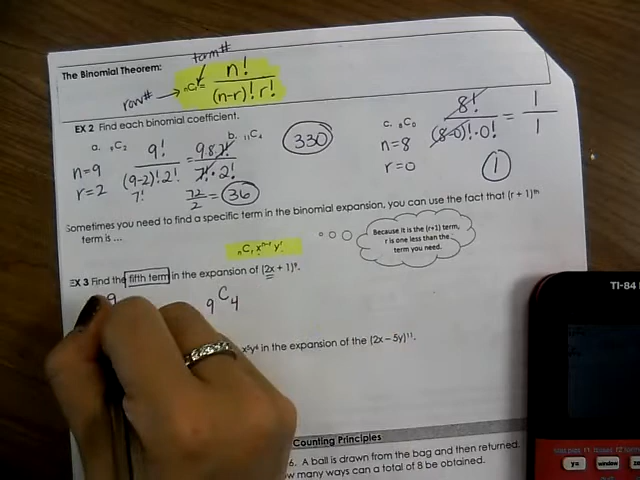 term#
The Binomial Theorem:
row# → nCr = n! / (n-r)! r!
EX 2 Find each binomial coefficient.
a. 9C2
n=9
r=2
9! / (9-2)!·2! = 9·8·7! / 7!·2!
7!
72/2 = 36
b. 11C4
330
c. 8C0
n=8
r=0
8! / (8-0)!·0! = 1/1
1
Sometimes you need to find a specific term in the binomial expansion, you can use the fact that (r + 1)th
term is ...
nCr x^n-r y^r
Because it is the (r+1) term,
r is one less than the
term you need.
EX 3 Find the fifth term in the expansion of (2x + 1)⁹.
9C4
x⁵y⁶ in the expansion of the (2x – 5y)¹¹.
Counting Principles
6. A ball is drawn from the bag and then returned.
ow many ways can a total of 8 be obtained.
TI-84
y=
window